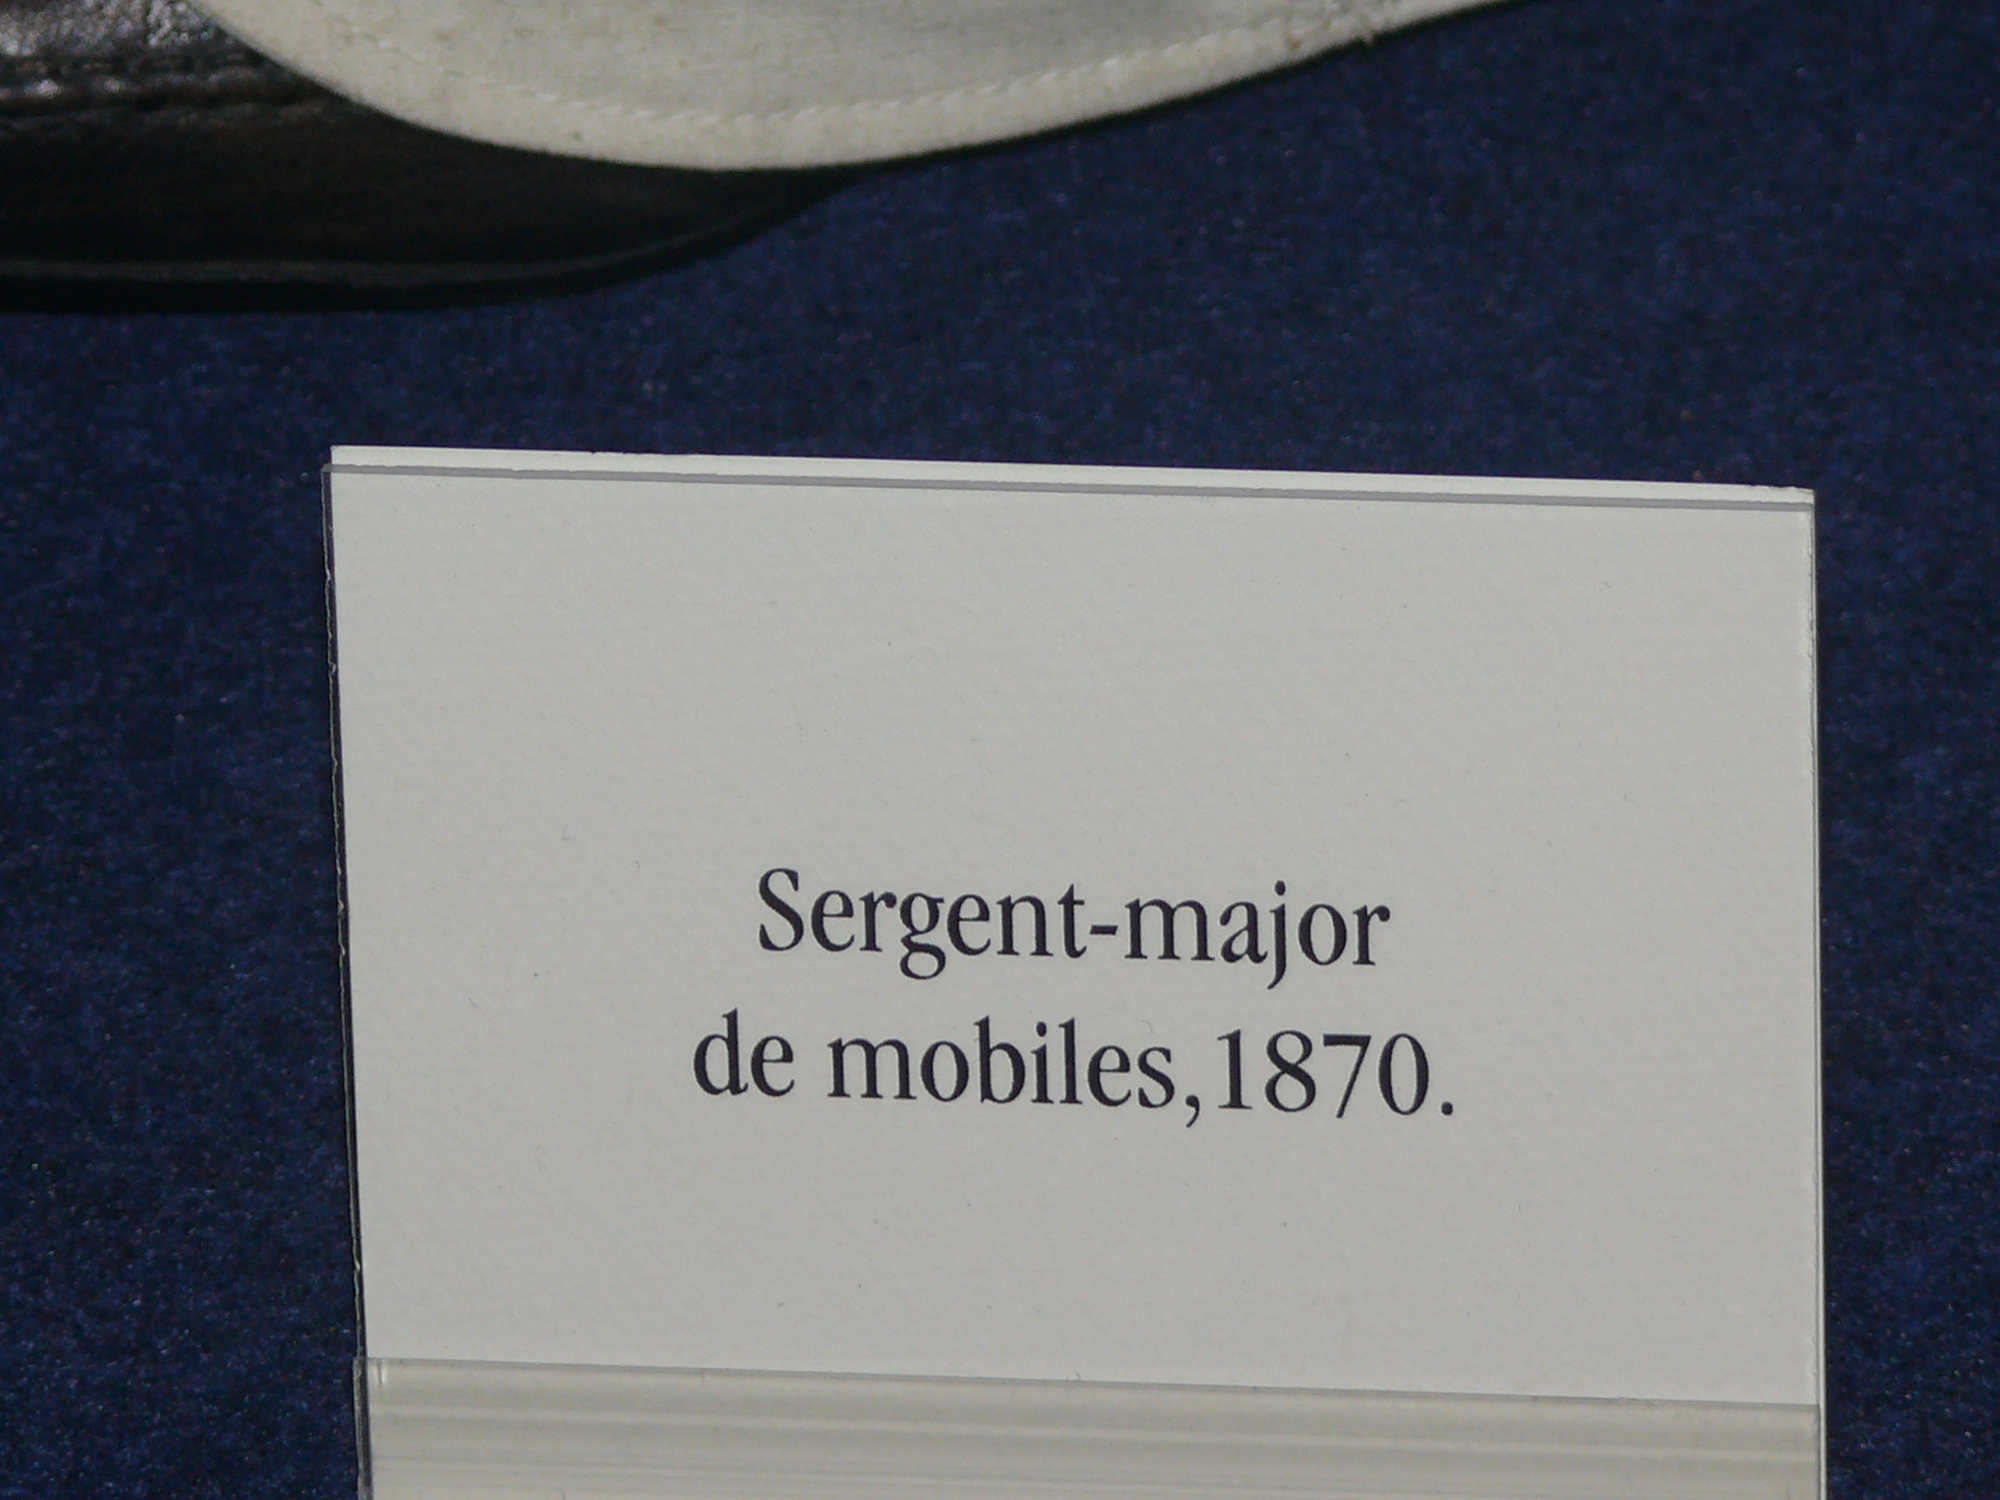 Sergent-major
de mobiles,1870.